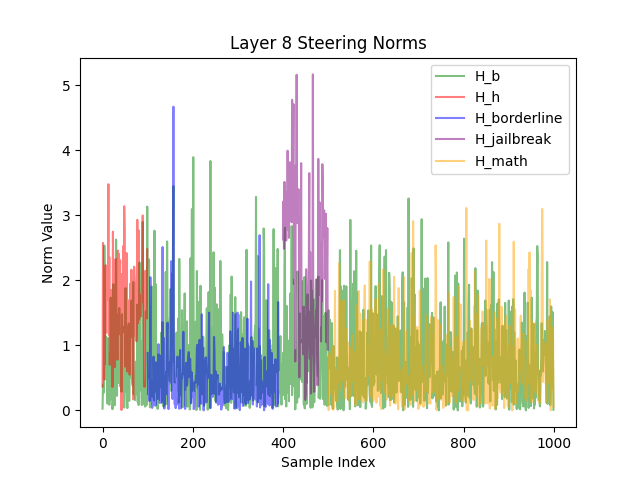 Layer 8 Steering Norms
H_b
H_h
H_borderline
H_jailbreak
H_math
Norm Value
5
4
3
2
1
0
0 200 400 600 800 1000
Sample Index